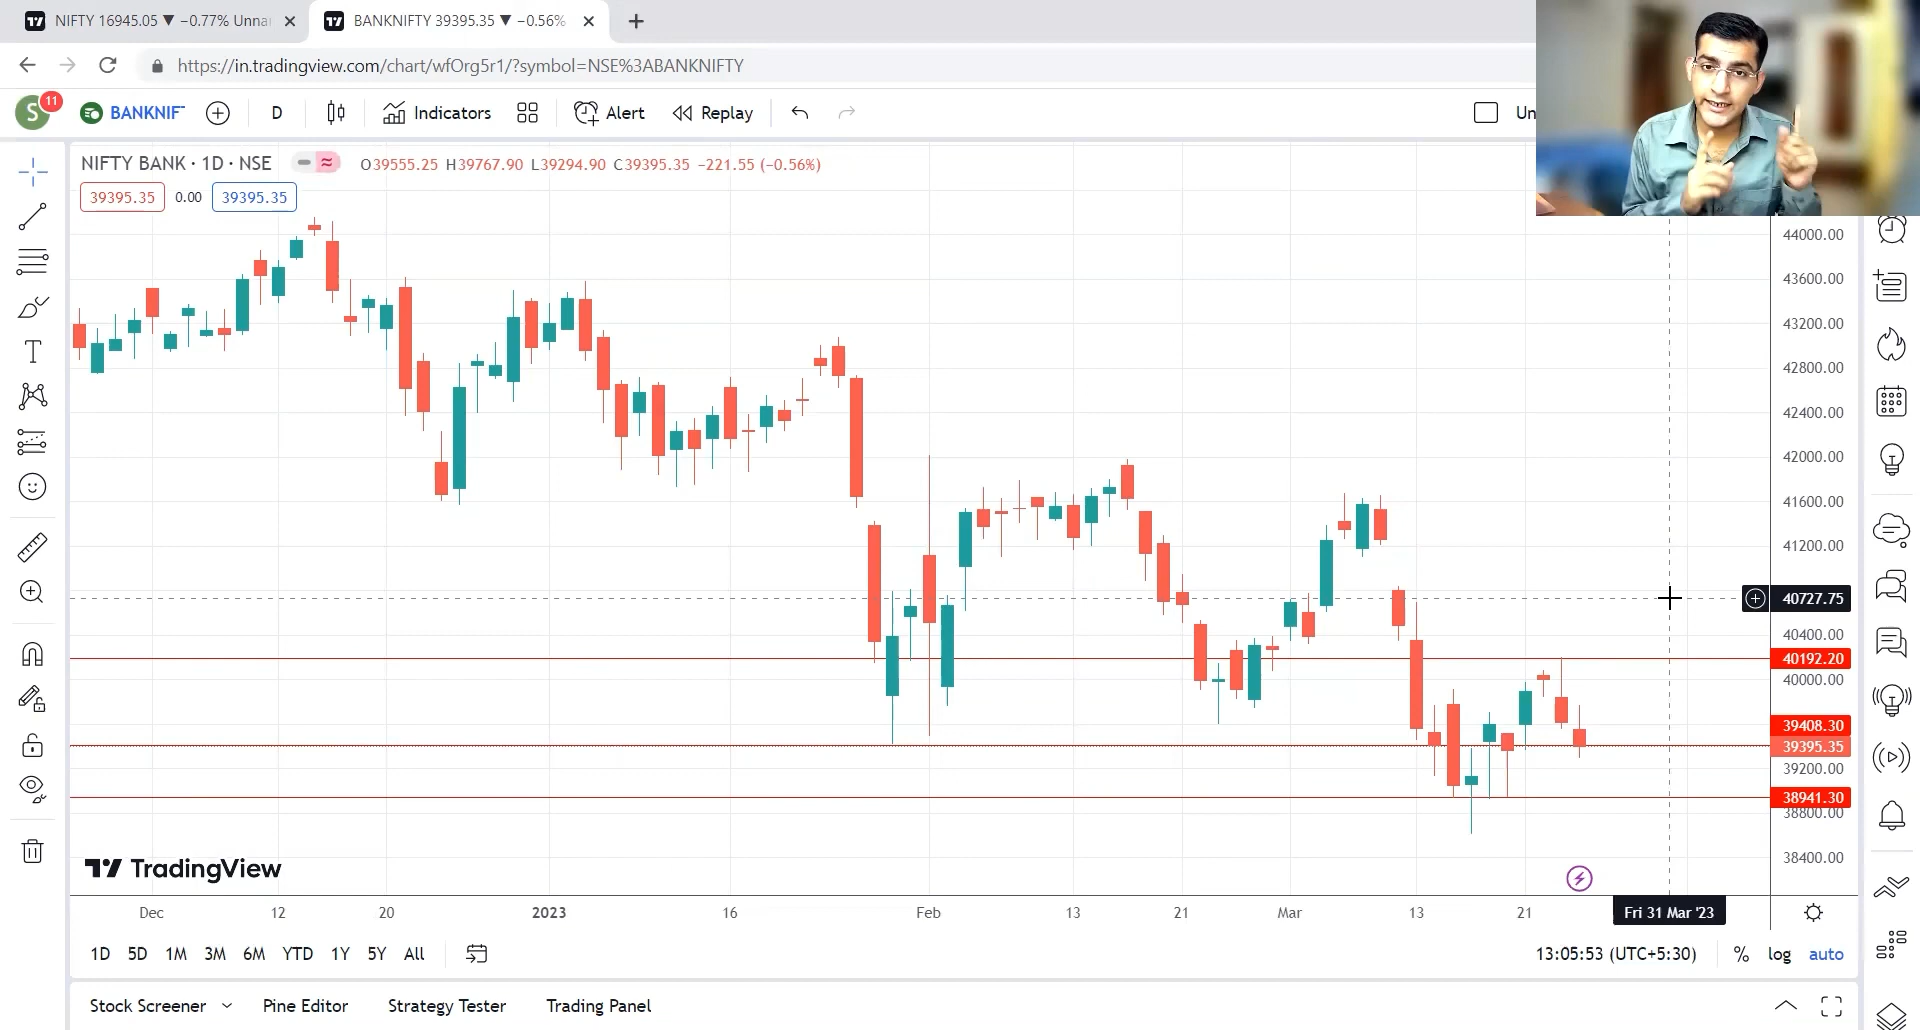 NIFTY 16945.05 ▼ −0.77% Unna
BANKNIFTY 39395.35 ▼ −0.56%
https://in.tradingview.com/chart/wfOrg5r1/?symbol=NSE%3ABANKNIFTY
S 11 BANKNIF D Indicators Alert Replay Un
NIFTY BANK · 1D · NSE O39555.25 H39767.90 L39294.90 C39395.35 −221.55 (−0.56%)
39395.35 0.00 39395.35
44000.00
43600.00
43200.00
42800.00
42400.00
42000.00
41600.00
41200.00
40727.75
40400.00
40192.20
40000.00
39408.30
39395.35
39200.00
38941.30
38800.00
38400.00
TradingView
Dec 12 20 2023 16 Feb 13 21 Mar 13 21 Fri 31 Mar '23
1D 5D 1M 3M 6M YTD 1Y 5Y All 13:05:53 (UTC+5:30) % log auto
Stock Screener Pine Editor Strategy Tester Trading Panel